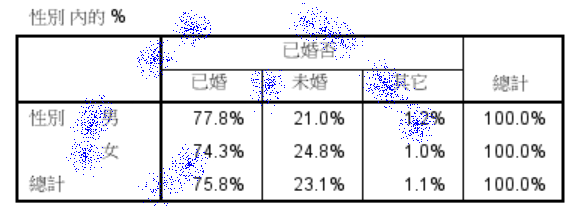 性別 內的 %
已婚否
已婚 未婚 其它 總計
性別 男 77.8% 21.0% 1.2% 100.0%
女 74.3% 24.8% 1.0% 100.0%
總計 75.8% 23.1% 1.1% 100.0%